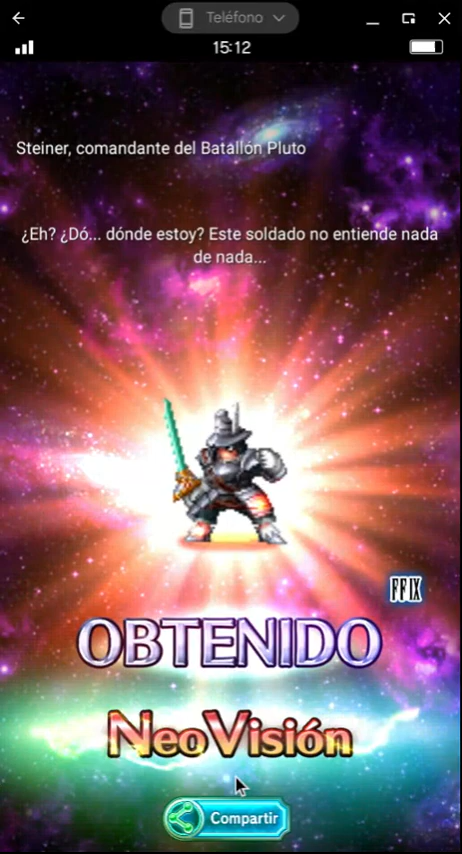 Teléfono
15:12
Steiner, comandante del Batallón Pluto
¿Eh? ¿Dó... dónde estoy? Este soldado no entiende nada
de nada...
FFIX
OBTENIDO
NeoVisión
Compartir